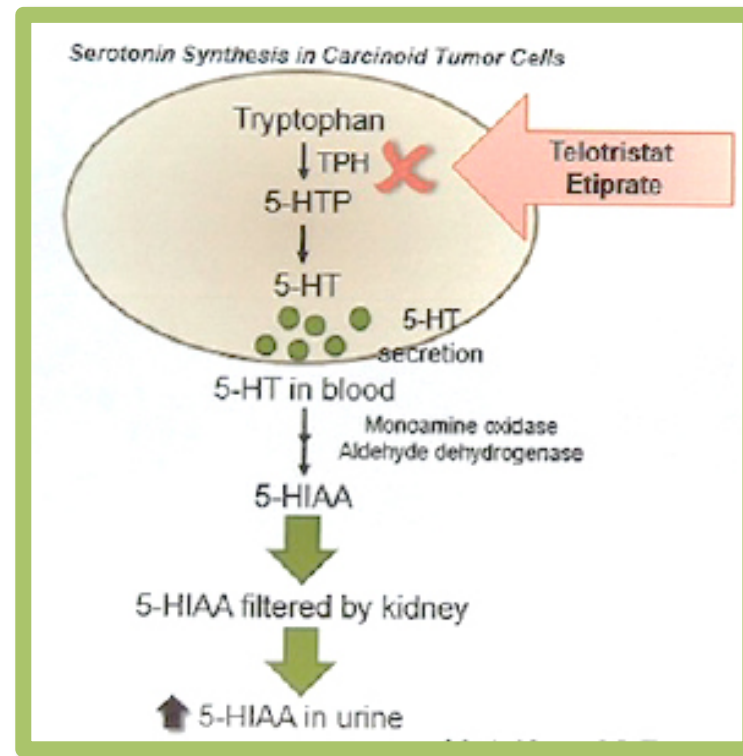 Serotonin Synthesis in Carcinoid Tumor Cells
Tryptophan
TPH
Telotristat
Etiprate
5-HTP
5-HT
5-HT
secretion
5-HT in blood
Monoamine oxidase
Aldehyde dehydrogenase
5-HIAA
5-HIAA filtered by kidney
5-HIAA in urine